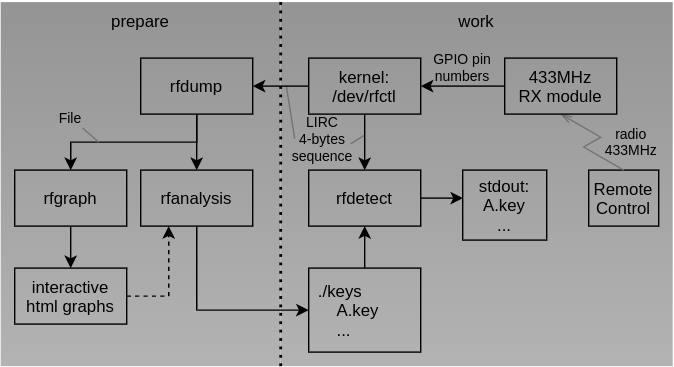 prepare
work
rfdump
kernel:
/dev/rfctl
GPIO pin
numbers
433MHz
RX module
File
LIRC
4-bytes
sequence
radio
433MHz
rfgraph
rfanalysis
rfdetect
stdout:
A.key
...
Remote
Control
interactive
html graphs
./keys
A.key
...